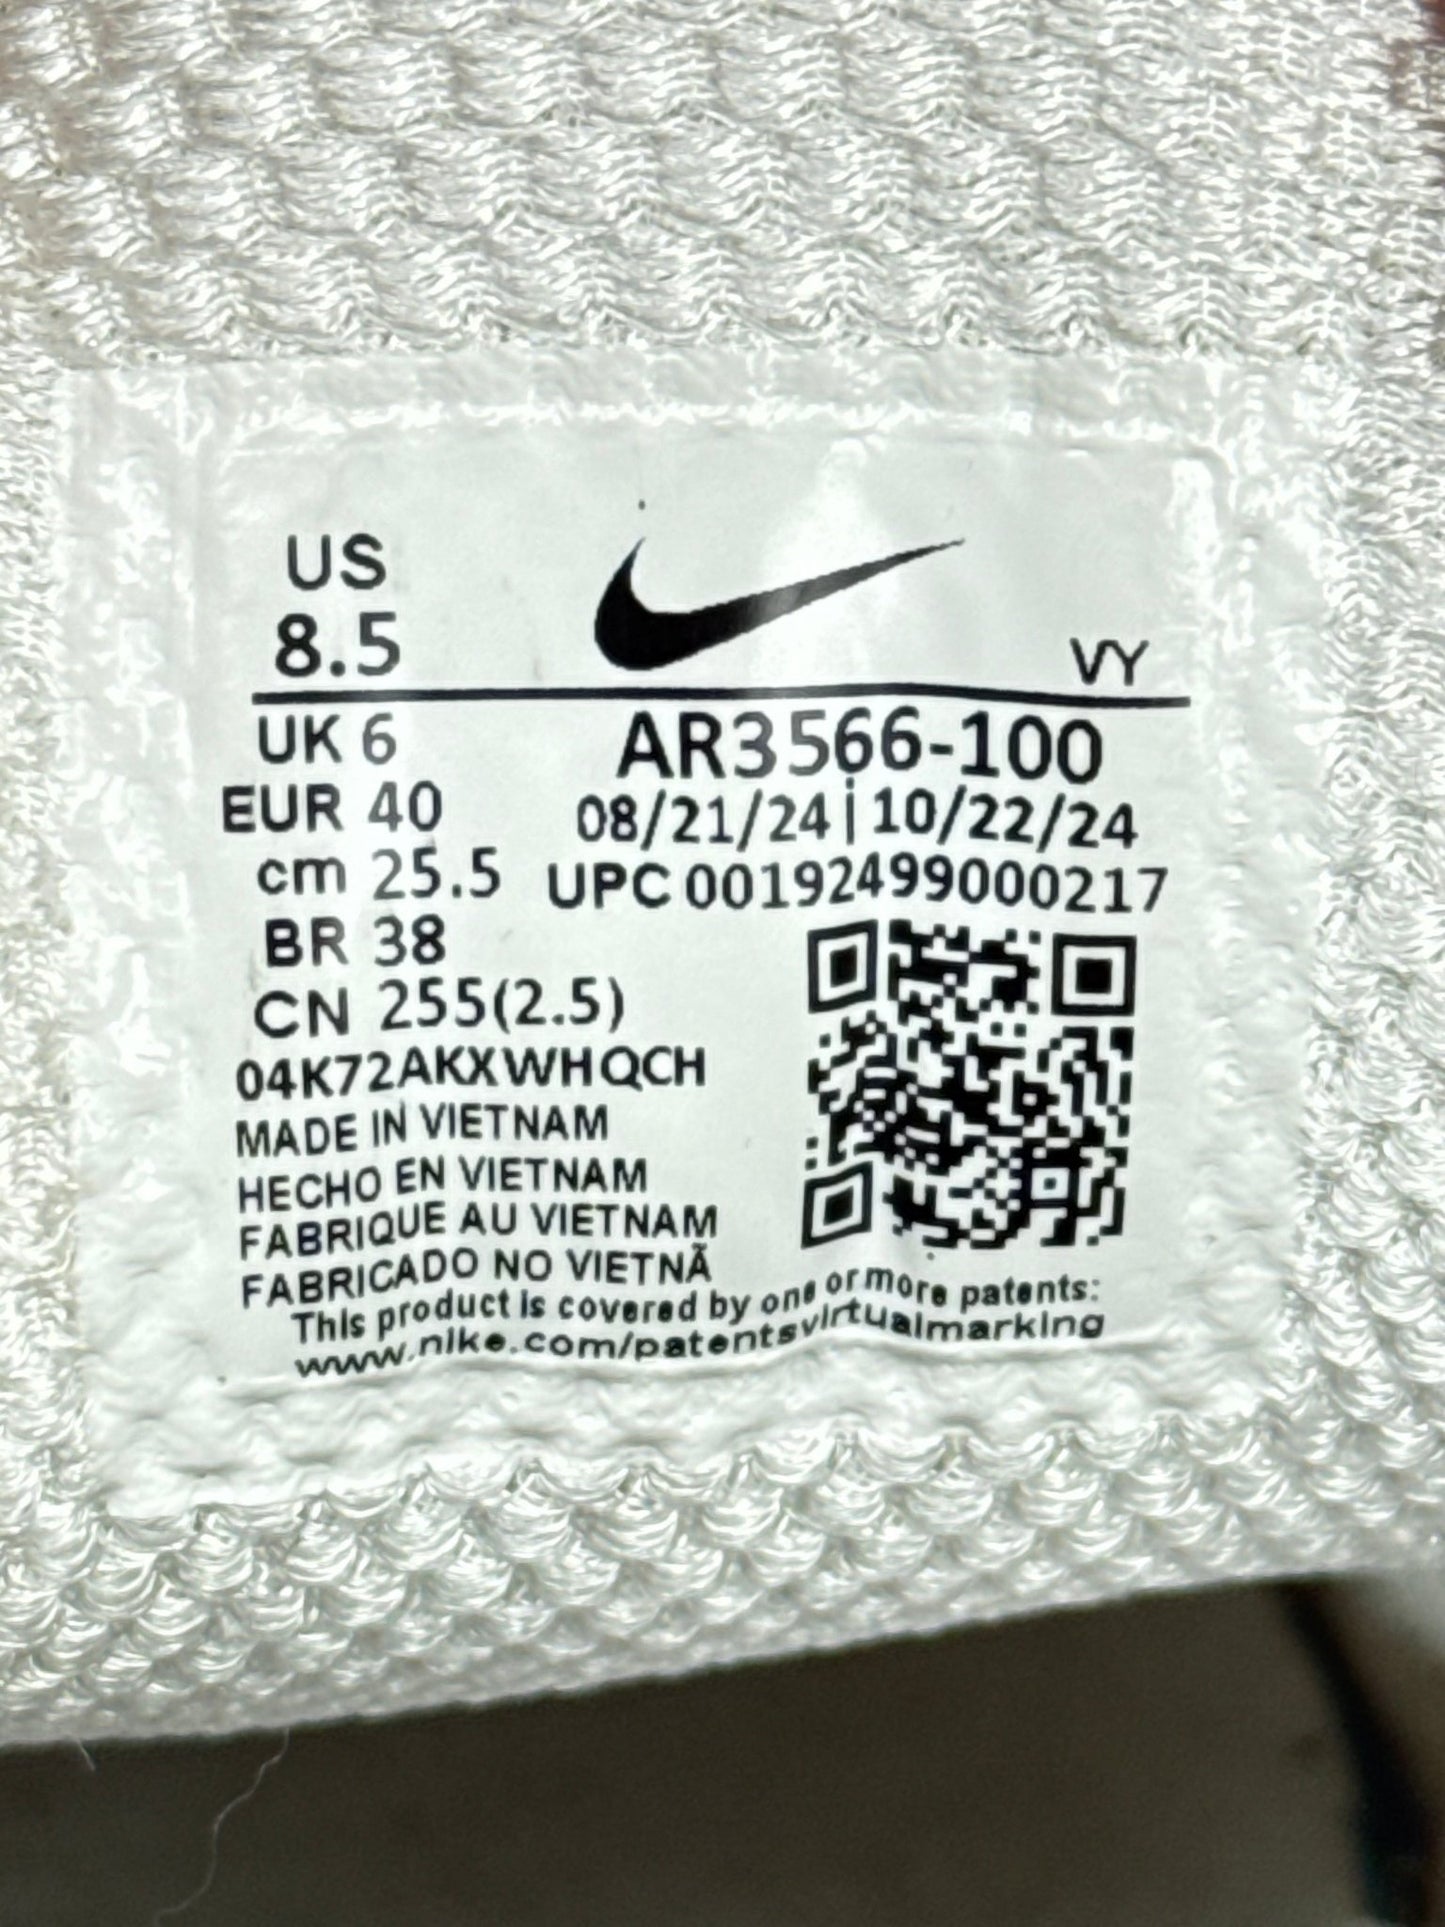 US
8.5
VY
UK 6
AR3566-100
EUR 40
08/21/24 | 10/22/24
cm 25.5
UPC 00192499000217
BR 38
CN 255(2.5)
04K72AKXWHQCH
MADE IN VIETNAM
HECHO EN VIETNAM
FABRIQUE AU VIETNAM
FABRICADO NO VIETNÃ
This product is covered by one or more patents:
www.nike.com/patentsvirtualmarking